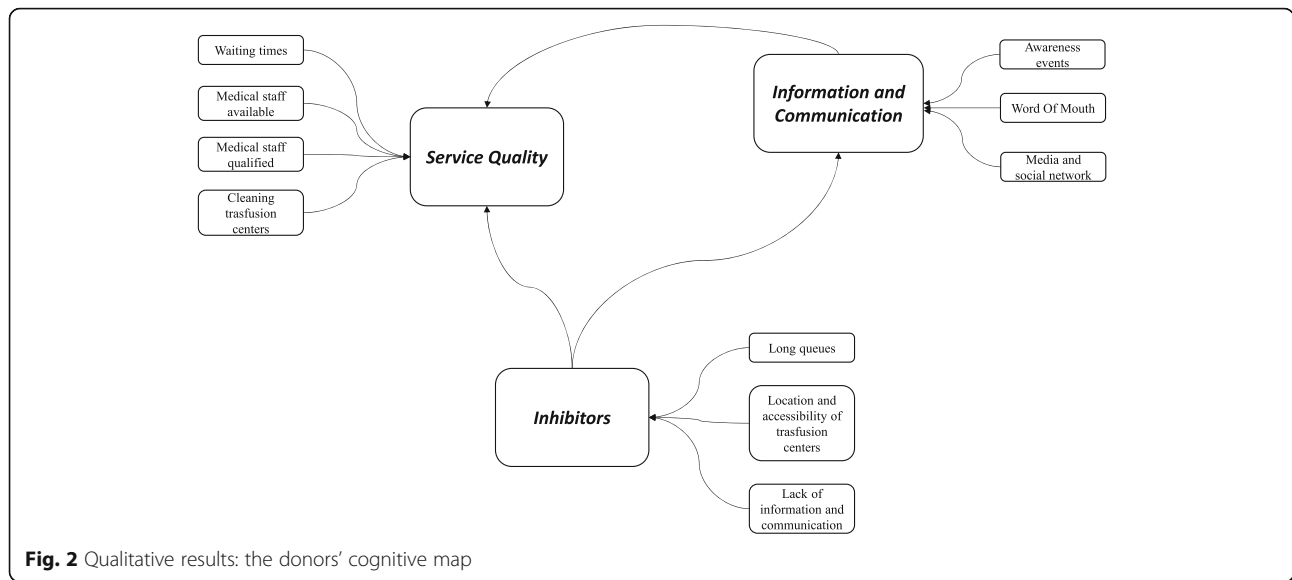 Waiting times
Medical staff
available
Medical staff
qualified
Cleaning
trasfusion
centers
Service Quality
Information and
Communication
Awareness
events
Word Of Mouth
Media and
social network
Inhibitors
Long queues
Location and
accessibility of
trasfusion
centers
Lack of
information and
communication
Fig. 2 Qualitative results: the donors’ cognitive map